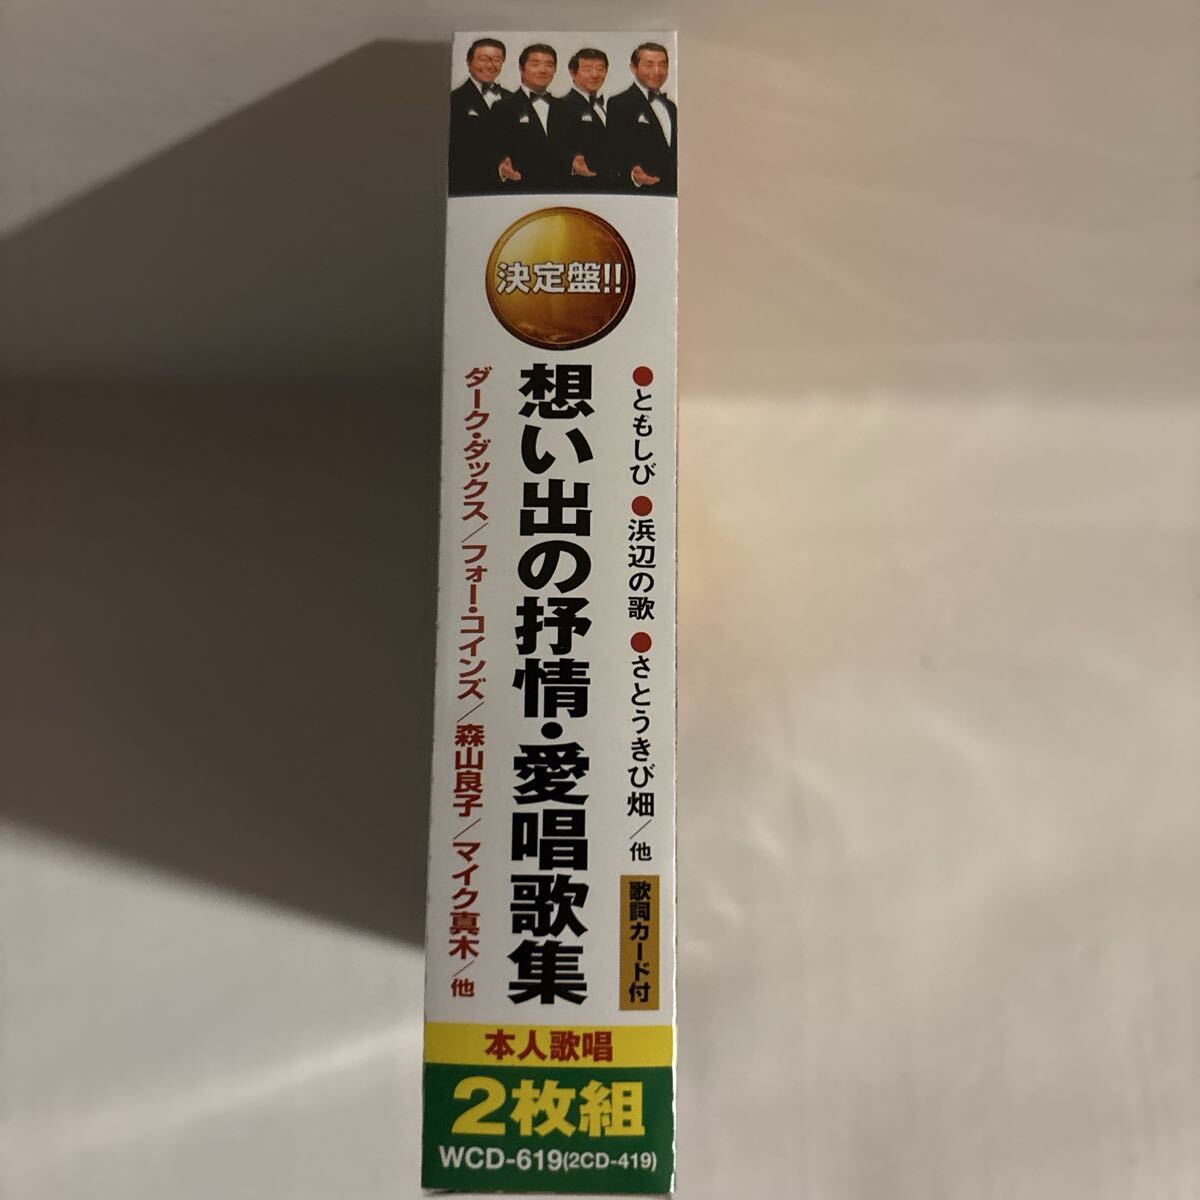 決定盤!!
●ともしび ●浜辺の歌 ●さとうきび畑/他
歌詞カード付
想い出の抒情・愛唱歌集
ダーク・ダックス/フォー・コインズ/森山良子/マイク真木/他
本人歌唱
2枚組
WCD-619(2CD-419)